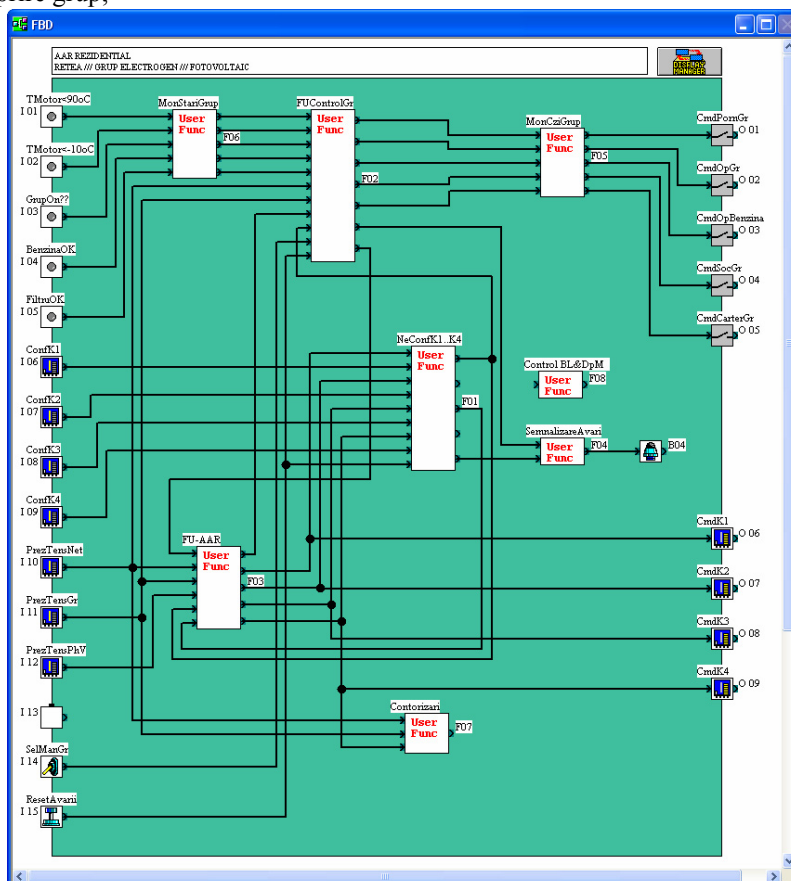 FBD
AAR REZIDENTIAL
RETEA /// GRUP ELECTROGEN /// FOTOVOLTAIC
DISPLAY
MANAGER
TMotor<90oC
I 01
TMotor<-10oC
I 02
GrupOn??
I 03
BenzinaOK
I 04
FiltruOK
I 05
ConfK1
I 06
ConfK2
I 07
ConfK3
I 08
ConfK4
I 09
PrezTensNet
I 10
PrezTensGr
I 11
PrezTensPhV
I 12
I 13
SelManGr
I 14
ResetAvarii
I 15
MonStariGrup
User
Func
F06
FUControlGr
User
Func
F02
MonCziGrup
User
Func
F05
NeConfK1..K4
User
Func
F01
Control BL&DpM
User
Func
F08
SemnalizareAvari
User
Func
F04
B04
FU-AAR
User
Func
F03
Contorizari
User
Func
F07
CmdPornGr
O 01
CmdOpGr
O 02
CmdOpBenzina
O 03
CmdSocGr
O 04
CmdCarterGr
O 05
CmdK1
O 06
CmdK2
O 07
CmdK3
O 08
CmdK4
O 09